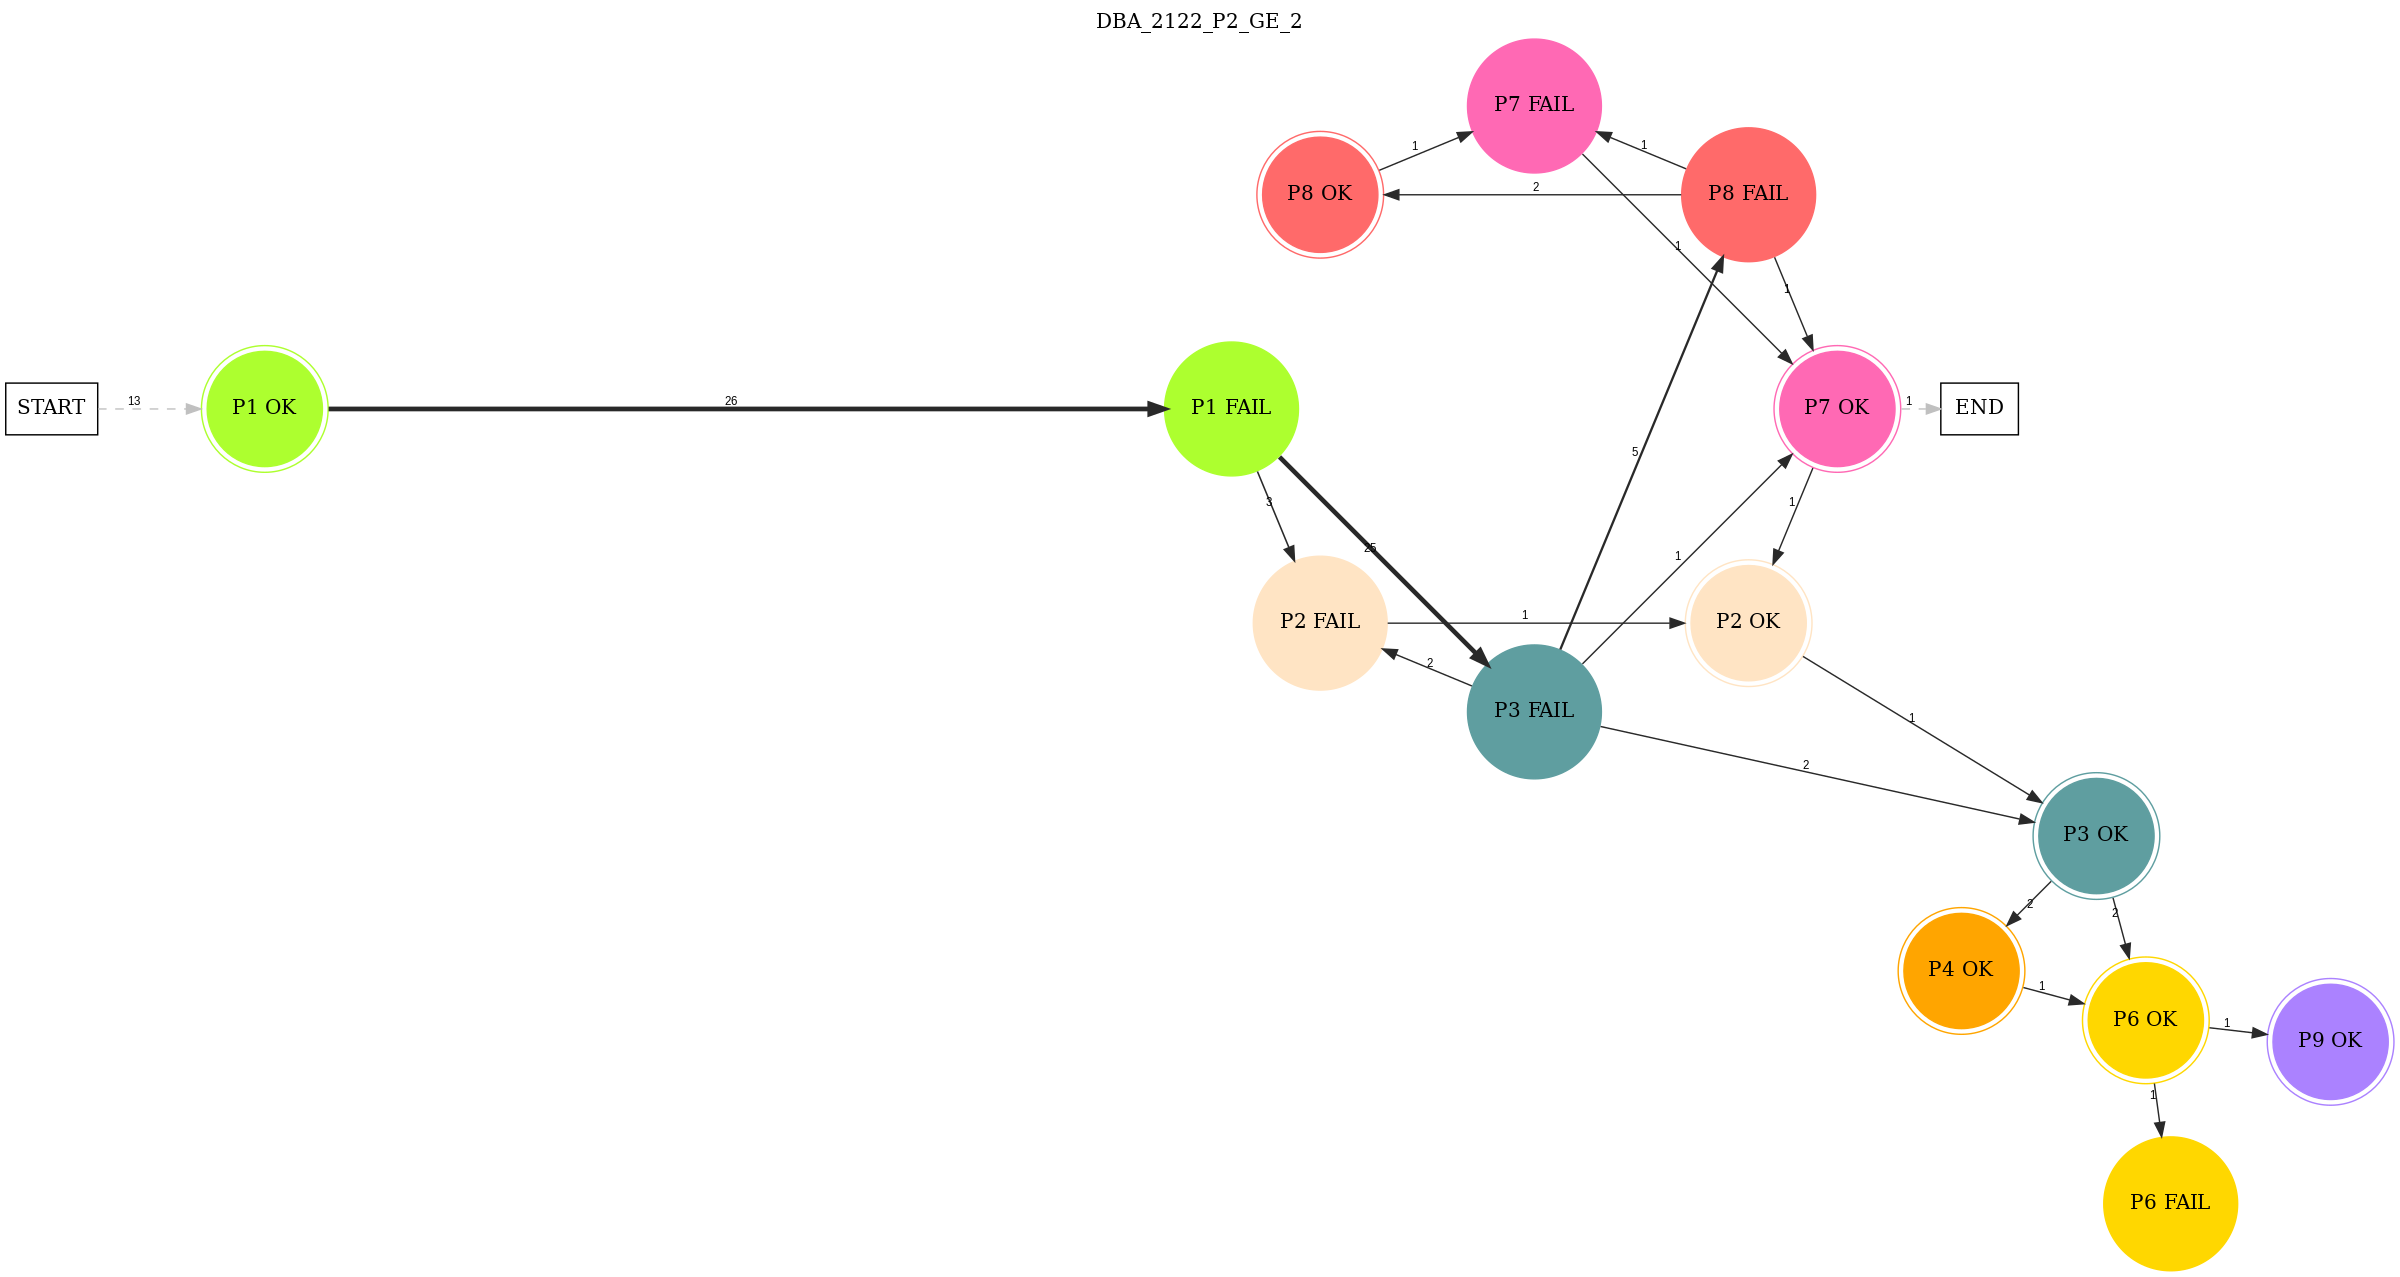 DBA_2122_P2_GE_2
P7 FAIL
P8 OK
P8 FAIL
1
1
2
1
1
START
13
P1 OK
26
P1 FAIL
P7 OK
1
END
5
3
25
1
1
P2 FAIL
1
P2 OK
2
P3 FAIL
1
2
P3 OK
2
2
P4 OK
1
P6 OK
1
P9 OK
1
P6 FAIL